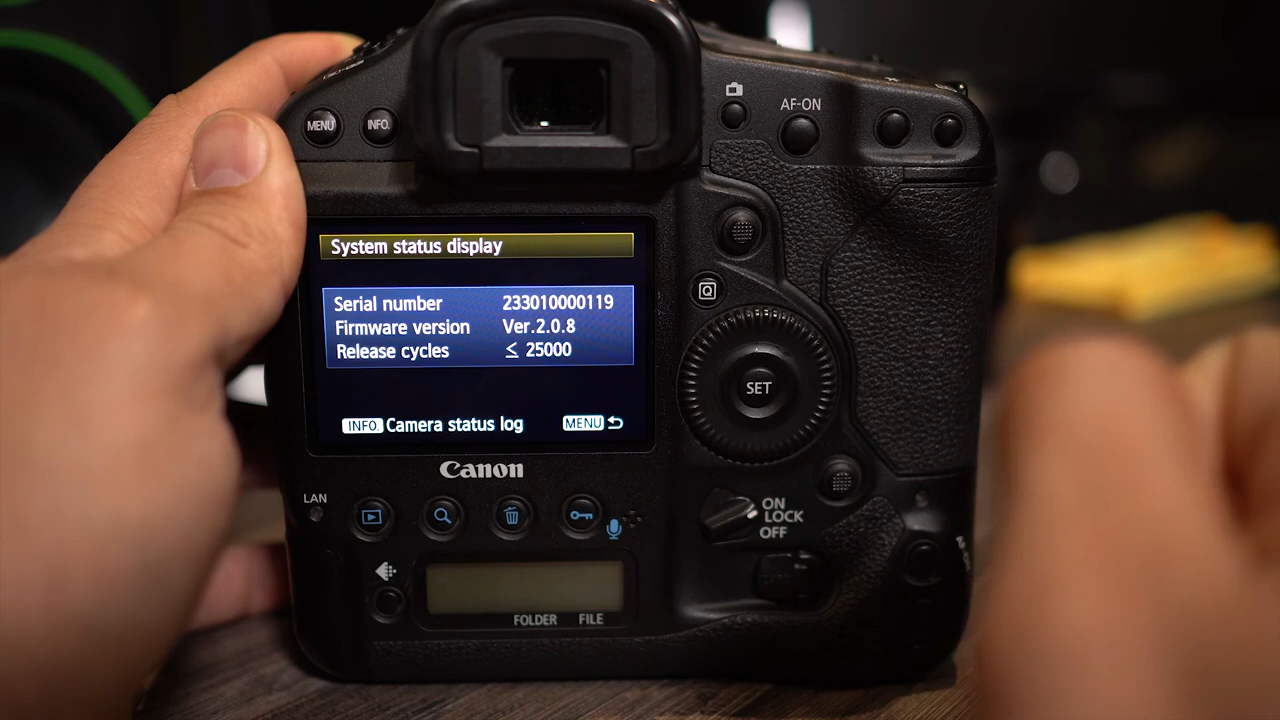 MENU
INFO.
AF-ON
System status display
Serial number 233010000119
Firmware version Ver.2.0.8
Release cycles ≤ 25000
INFO. Camera status log MENU
Q
SET
Canon
LAN
ON
LOCK
OFF
FOLDER FILE